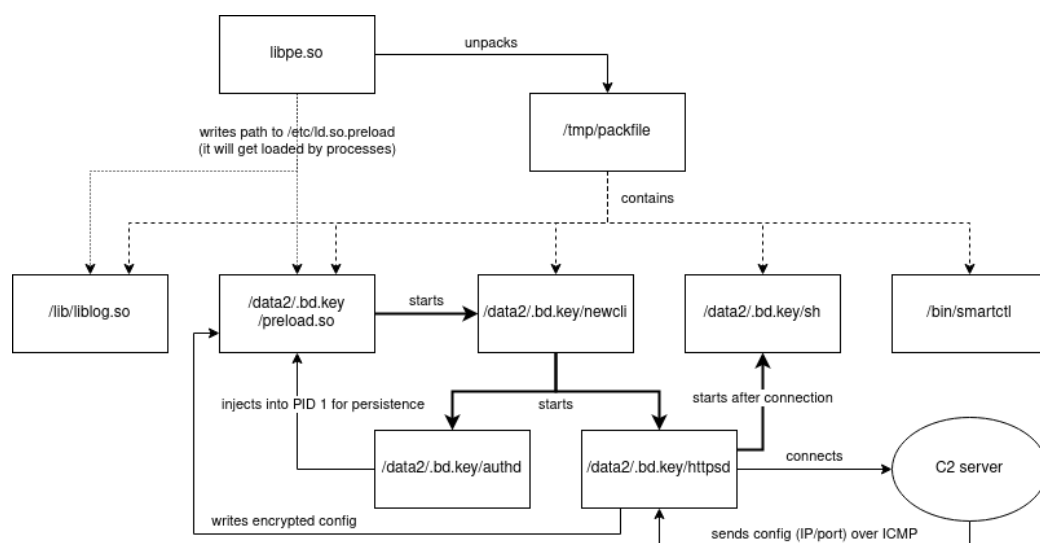 libpe.so
unpacks
/tmp/packfile
writes path to /etc/ld.so.preload
(it will get loaded by processes)
contains
/lib/liblog.so
/data2/.bd.key
/preload.so
starts
/data2/.bd.key/newcli
/data2/.bd.key/sh
/bin/smartctl
injects into PID 1 for persistence
starts
starts after connection
/data2/.bd.key/authd
/data2/.bd.key/httpsd
connects
C2 server
writes encrypted config
sends config (IP/port) over ICMP